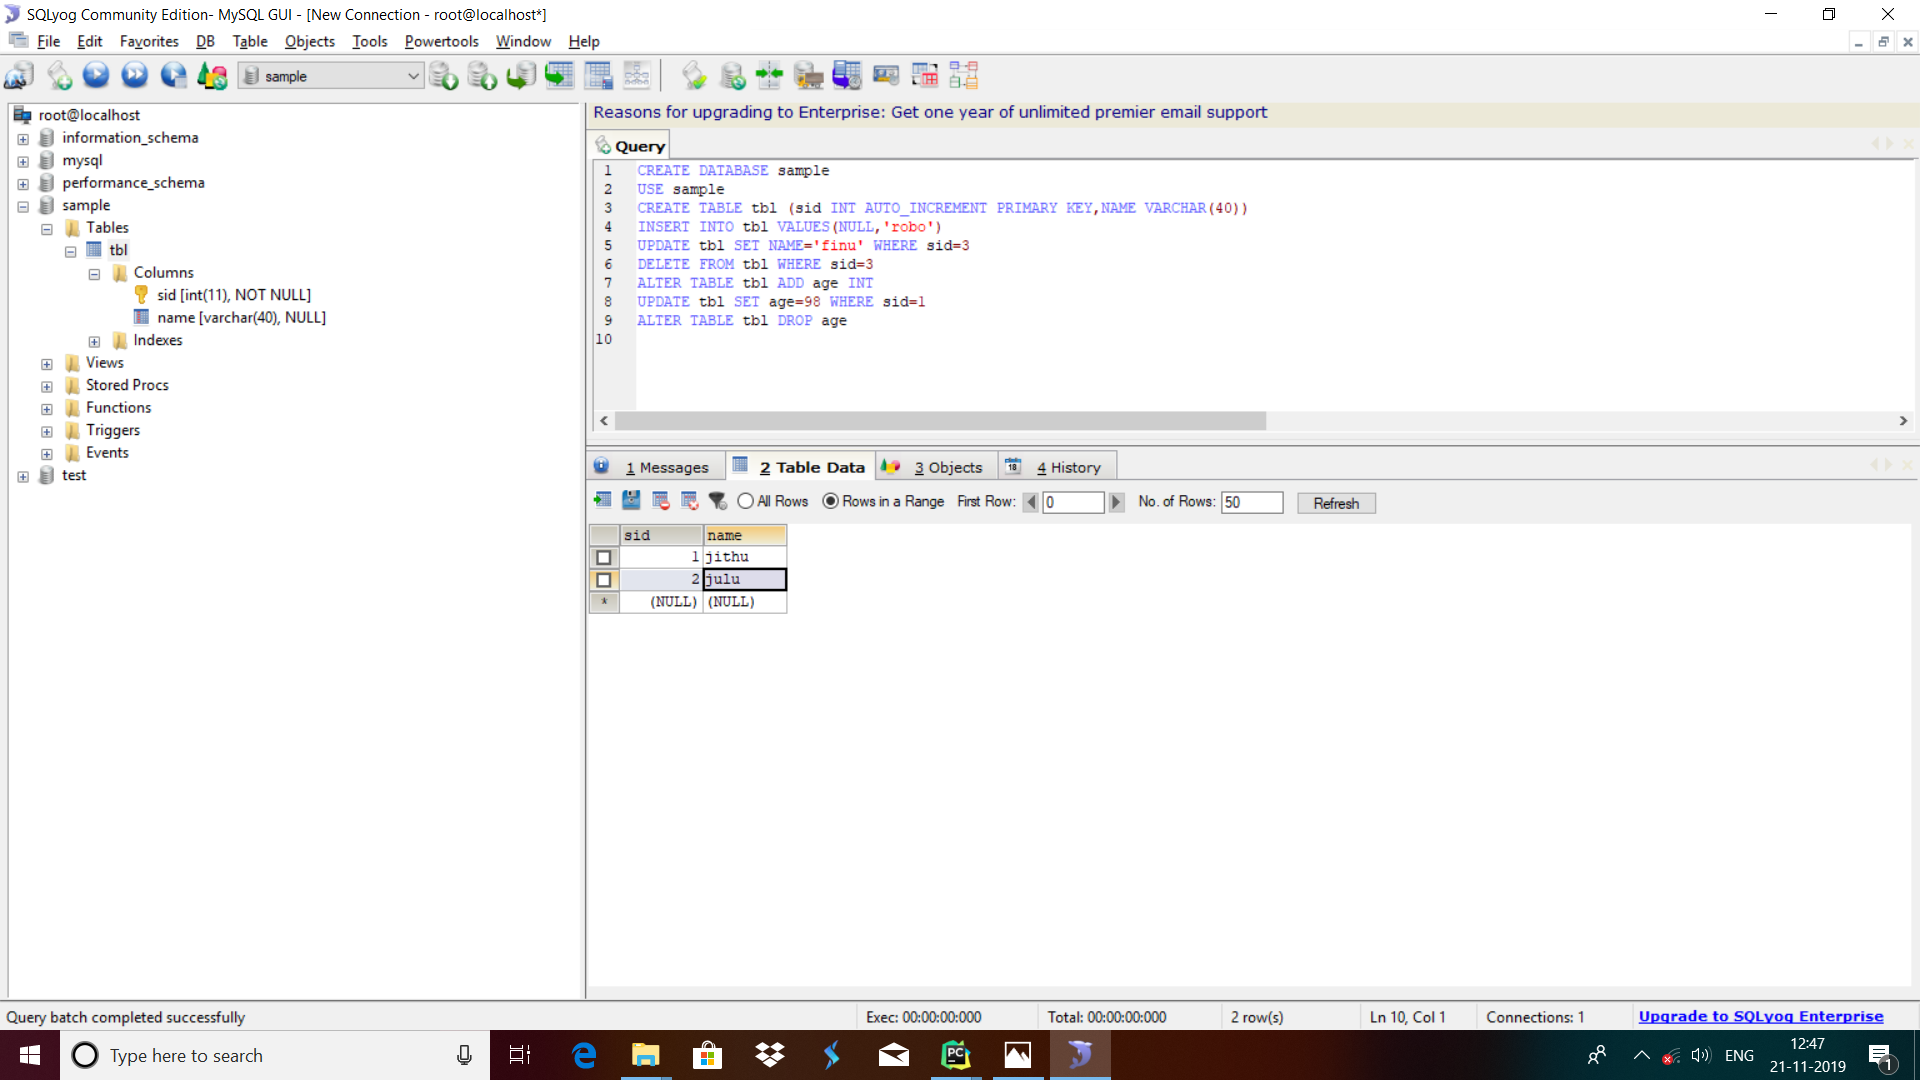 SQLyog Community Edition- MySQL GUI - [New Connection - root@localhost*]
File Edit Favorites DB Table Objects Tools Powertools Window Help
sample
root@localhost
information_schema
mysql
performance_schema
sample
Tables
tbl
Columns
sid [int(11), NOT NULL]
name [varchar(40), NULL]
Indexes
Views
Stored Procs
Functions
Triggers
Events
test
Reasons for upgrading to Enterprise: Get one year of unlimited premier email support
Query
1 CREATE DATABASE sample
2 USE sample
3 CREATE TABLE tbl (sid INT AUTO_INCREMENT PRIMARY KEY,NAME VARCHAR(40))
4 INSERT INTO tbl VALUES(NULL,'robo')
5 UPDATE tbl SET NAME='finu' WHERE sid=3
6 DELETE FROM tbl WHERE sid=3
7 ALTER TABLE tbl ADD age INT
8 UPDATE tbl SET age=98 WHERE sid=1
9 ALTER TABLE tbl DROP age
10
1 Messages 2 Table Data 3 Objects 18 4 History
All Rows Rows in a Range First Row: 0 No. of Rows: 50 Refresh
sid name
1 jithu
2 julu
* (NULL) (NULL)
Query batch completed successfully Exec: 00:00:00:000 Total: 00:00:00:000 2 row(s) Ln 10, Col 1 Connections: 1 Upgrade to SQLyog Enterprise
Type here to search PC ENG 12:47
21-11-2019 1